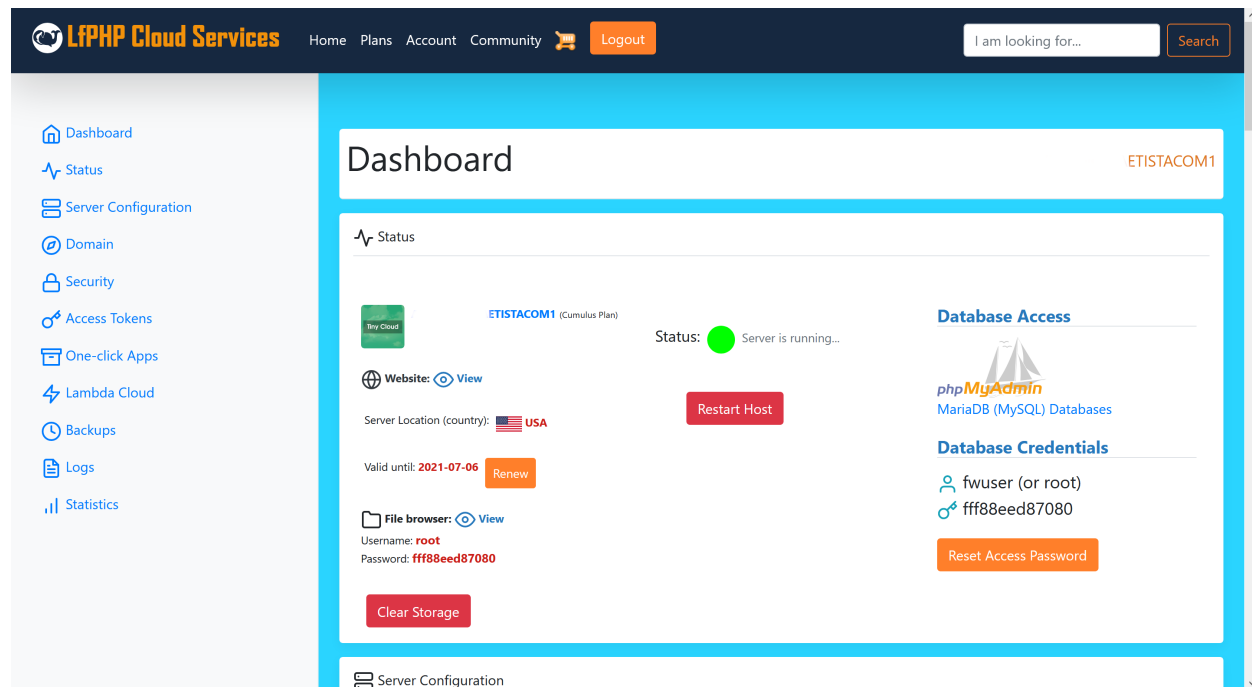 LfPHP Cloud Services
Home Plans Account Community Logout
I am looking for... Search
Dashboard
Status
Server Configuration
Domain
Security
Access Tokens
One-click Apps
Lambda Cloud
Backups
Logs
Statistics
Dashboard
ETISTACOM1
Status
Tiny Cloud
ETISTACOM1 (Cumulus Plan)
Website: View
Server Location (country): USA
Valid until: 2021-07-06 Renew
File browser: View
Username: root
Password: fff88eed87080
Clear Storage
Status: Server is running...
Restart Host
Database Access
phpMyAdmin
MariaDB (MySQL) Databases
Database Credentials
fwuser (or root)
fff88eed87080
Reset Access Password
Server Configuration